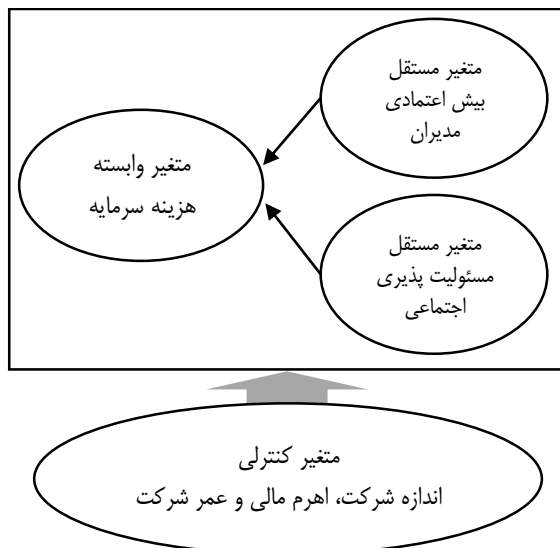 متغیر مستقل
بیش اعتمادی
مدیران
متغیر وابسته
هزینه سرمایه
متغیر مستقل
مسئولیت پذیری
اجتماعی
متغیر کنترلی
اندازه شرکت، اهرم مالی و عمر شرکت